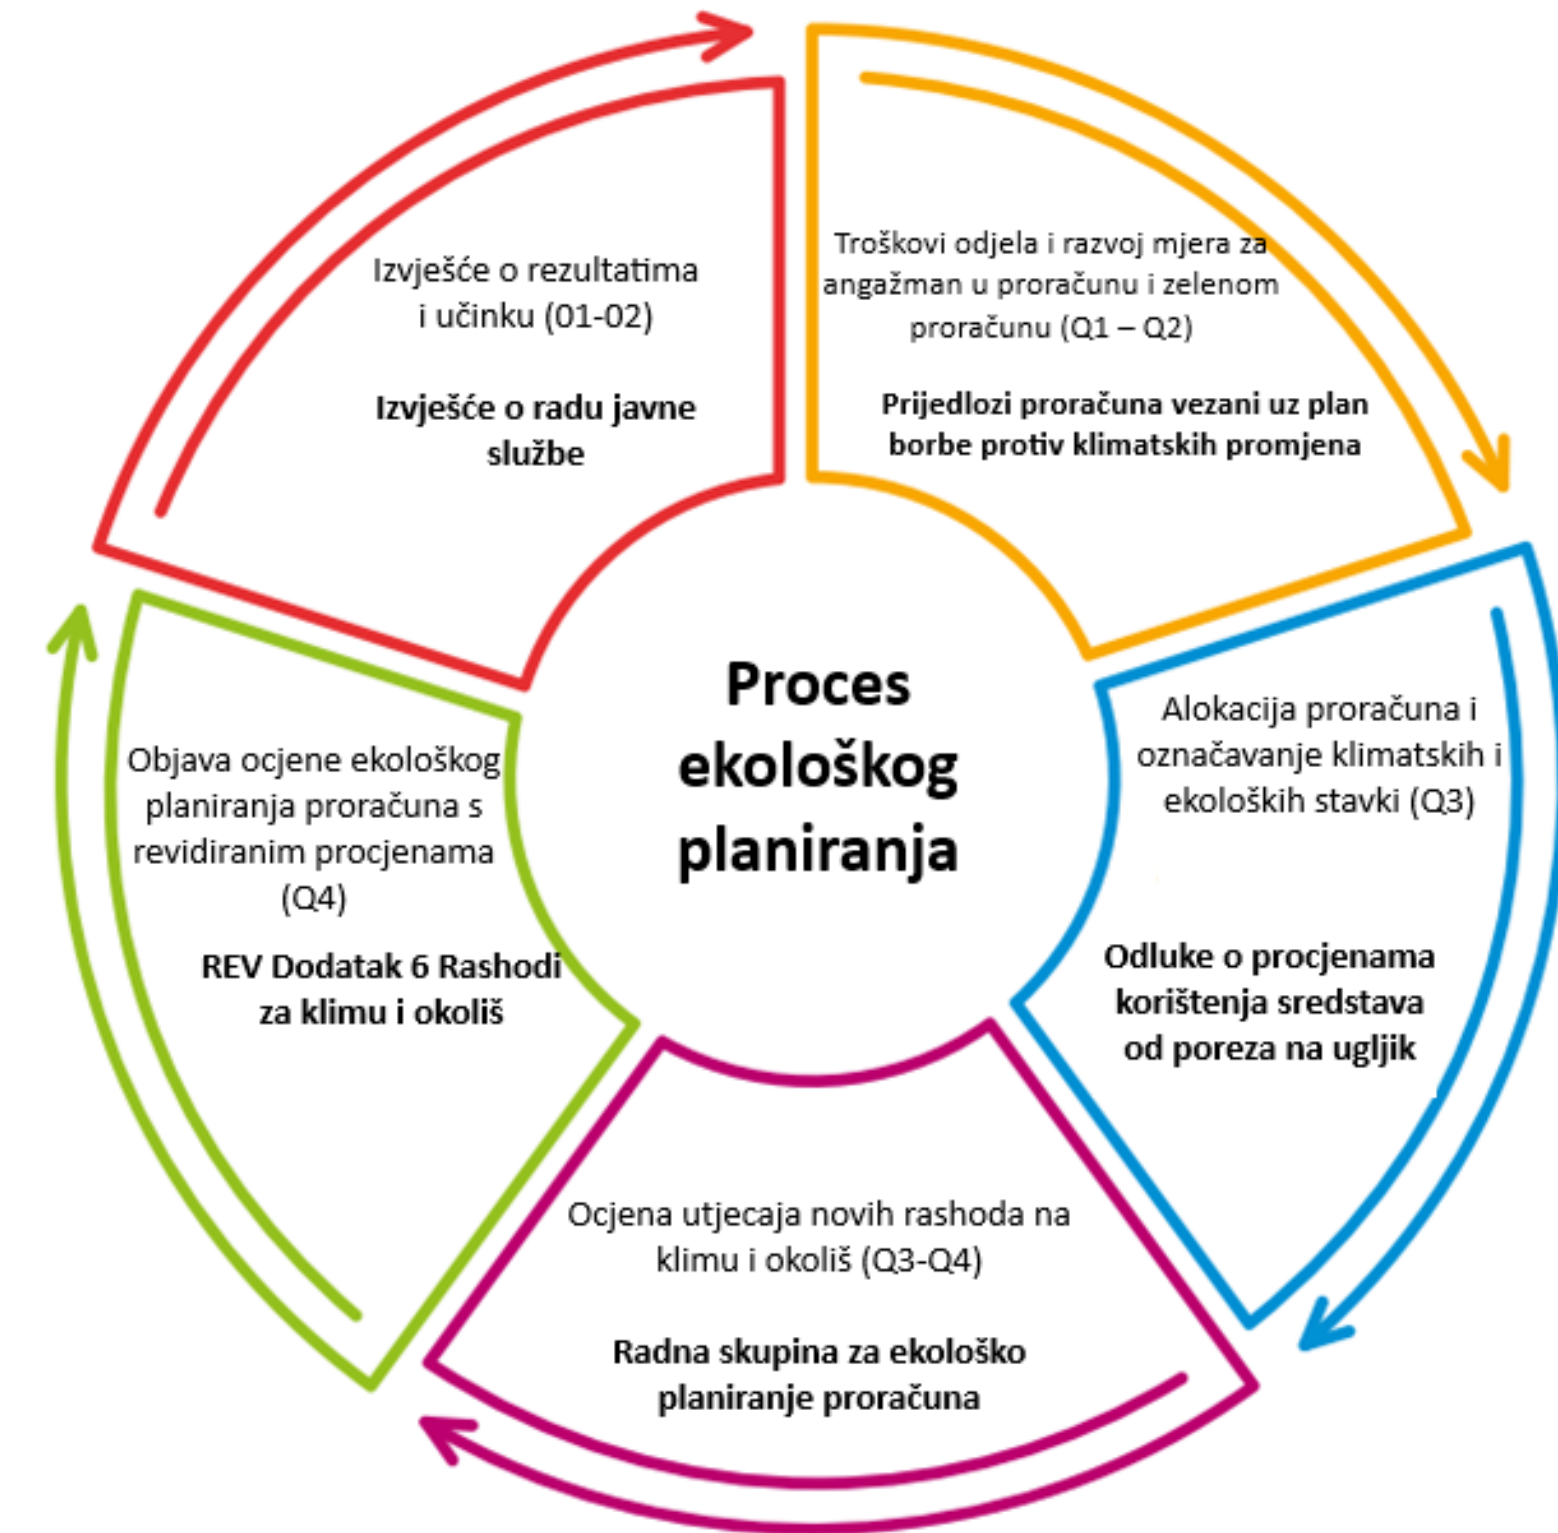 Izvješće o rezultatima
i učinku (01-02)
Izvješće o radu javne
službe
Troškovi odjela i razvoj mjera za
angažman u proračunu i zelenom
proračunu (Q1 – Q2)
Prijedlozi proračuna vezani uz plan
borbe protiv klimatskih promjena
Proces
ekološkog
planiranja
Alokacija proračuna i
označavanje klimatskih i
ekoloških stavki (Q3)
Odluke o procjenama
korištenja sredstava
od poreza na ugljik
Objava ocjene ekološkog
planiranja proračuna s
revidiranim procjenama
(Q4)
REV Dodatak 6 Rashodi
za klimu i okoliš
Ocjena utjecaja novih rashoda na
klimu i okoliš (Q3-Q4)
Radna skupina za ekološko
planiranje proračuna